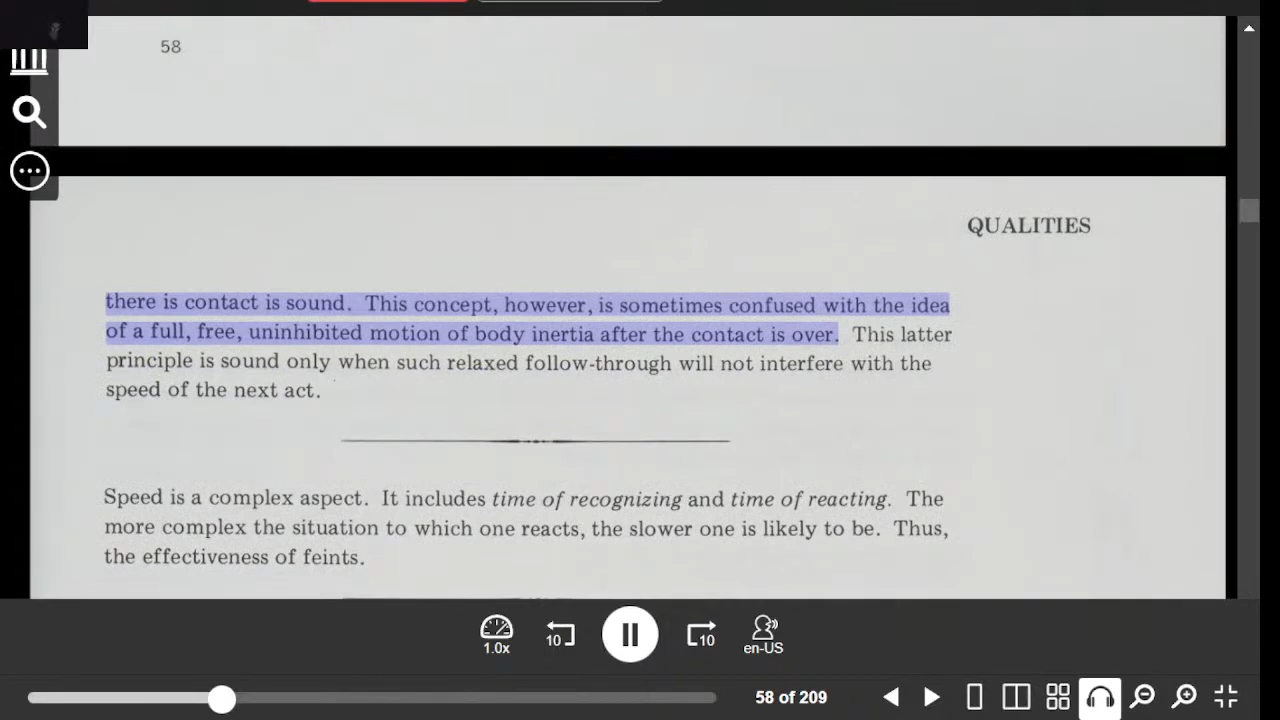 58
QUALITIES
there is contact is sound. This concept, however, is sometimes confused with the idea
of a full, free, uninhibited motion of body inertia after the contact is over. This latter
principle is sound only when such relaxed follow-through will not interfere with the
speed of the next act.
Speed is a complex aspect. It includes time of recognizing and time of reacting. The
more complex the situation to which one reacts, the slower one is likely to be. Thus,
the effectiveness of feints.
1.0x
10
10
en-US
58 of 209